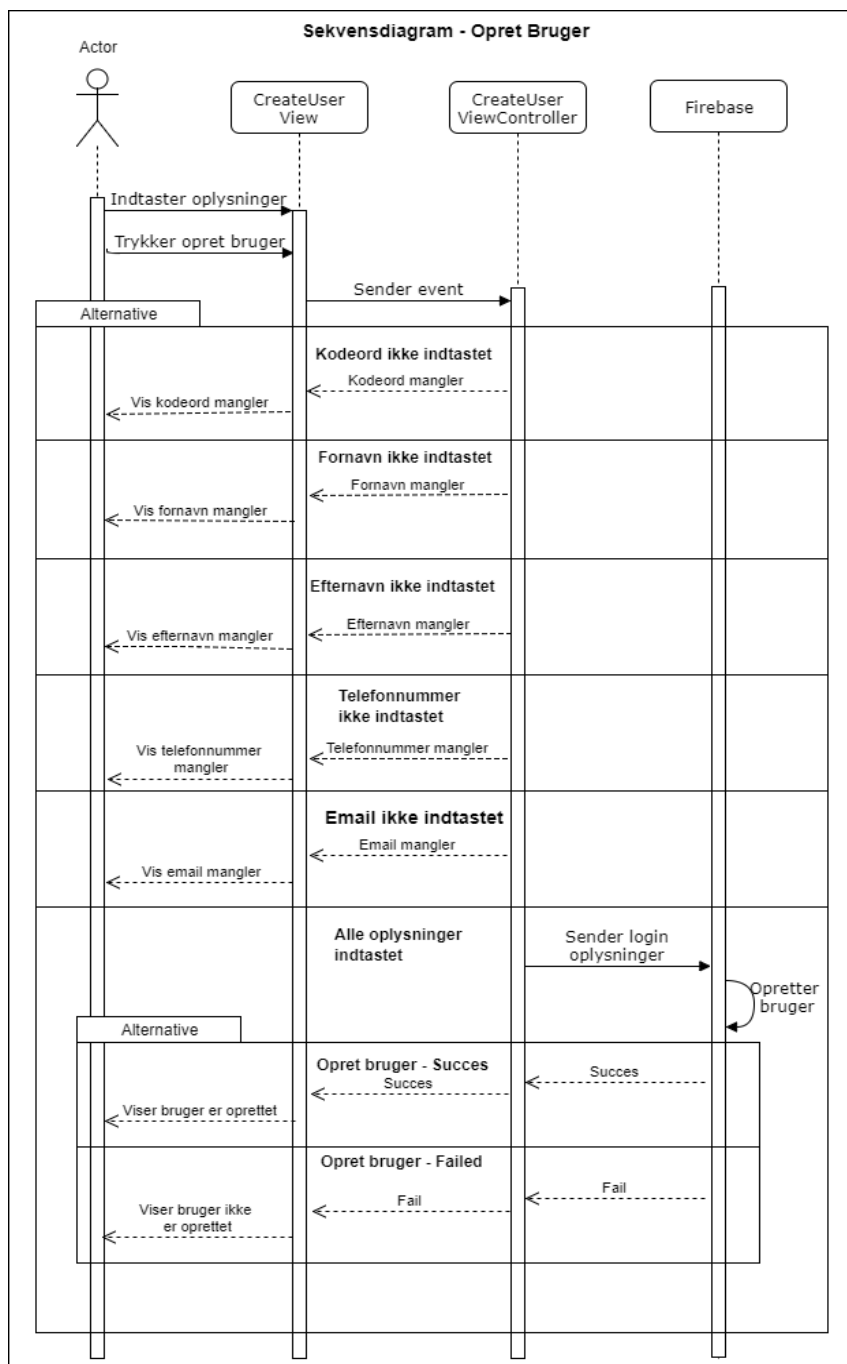 Sekvensdiagram - Opret Bruger
Actor
CreateUser
View
CreateUser
ViewController
Firebase
Indtaster oplysninger
Trykker opret bruger
Sender event
Alternative
Kodeord ikke indtastet
Kodeord mangler
Vis kodeord mangler
Fornavn ikke indtastet
Fornavn mangler
Vis fornavn mangler
Efternavn ikke indtastet
Efternavn mangler
Vis efternavn mangler
Telefonnummer
ikke indtastet
Telefonnummer mangler
Vis telefonnummer
mangler
Email ikke indtastet
Email mangler
Vis email mangler
Alle oplysninger
indtastet
Sender login
oplysninger
Opretter
bruger
Alternative
Opret bruger - Succes
Succes
Succes
Viser bruger er oprettet
Opret bruger - Failed
Fail
Fail
Viser bruger ikke
er oprettet